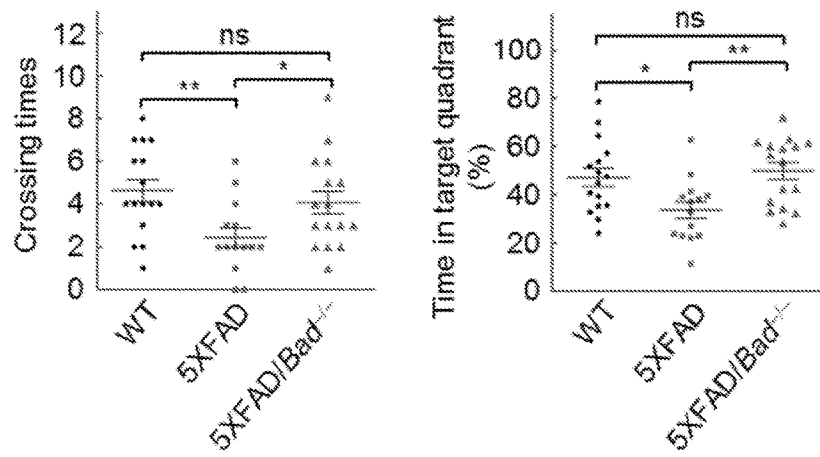 Crossing times
12
10
8
6
4
2
0
ns
**
*
WT
5XFAD
5XFAD/Bad-/-
Time in target quadrant
(%)
100
80
60
40
20
0
ns
*
**
WT
5XFAD
5XFAD/Bad-/-